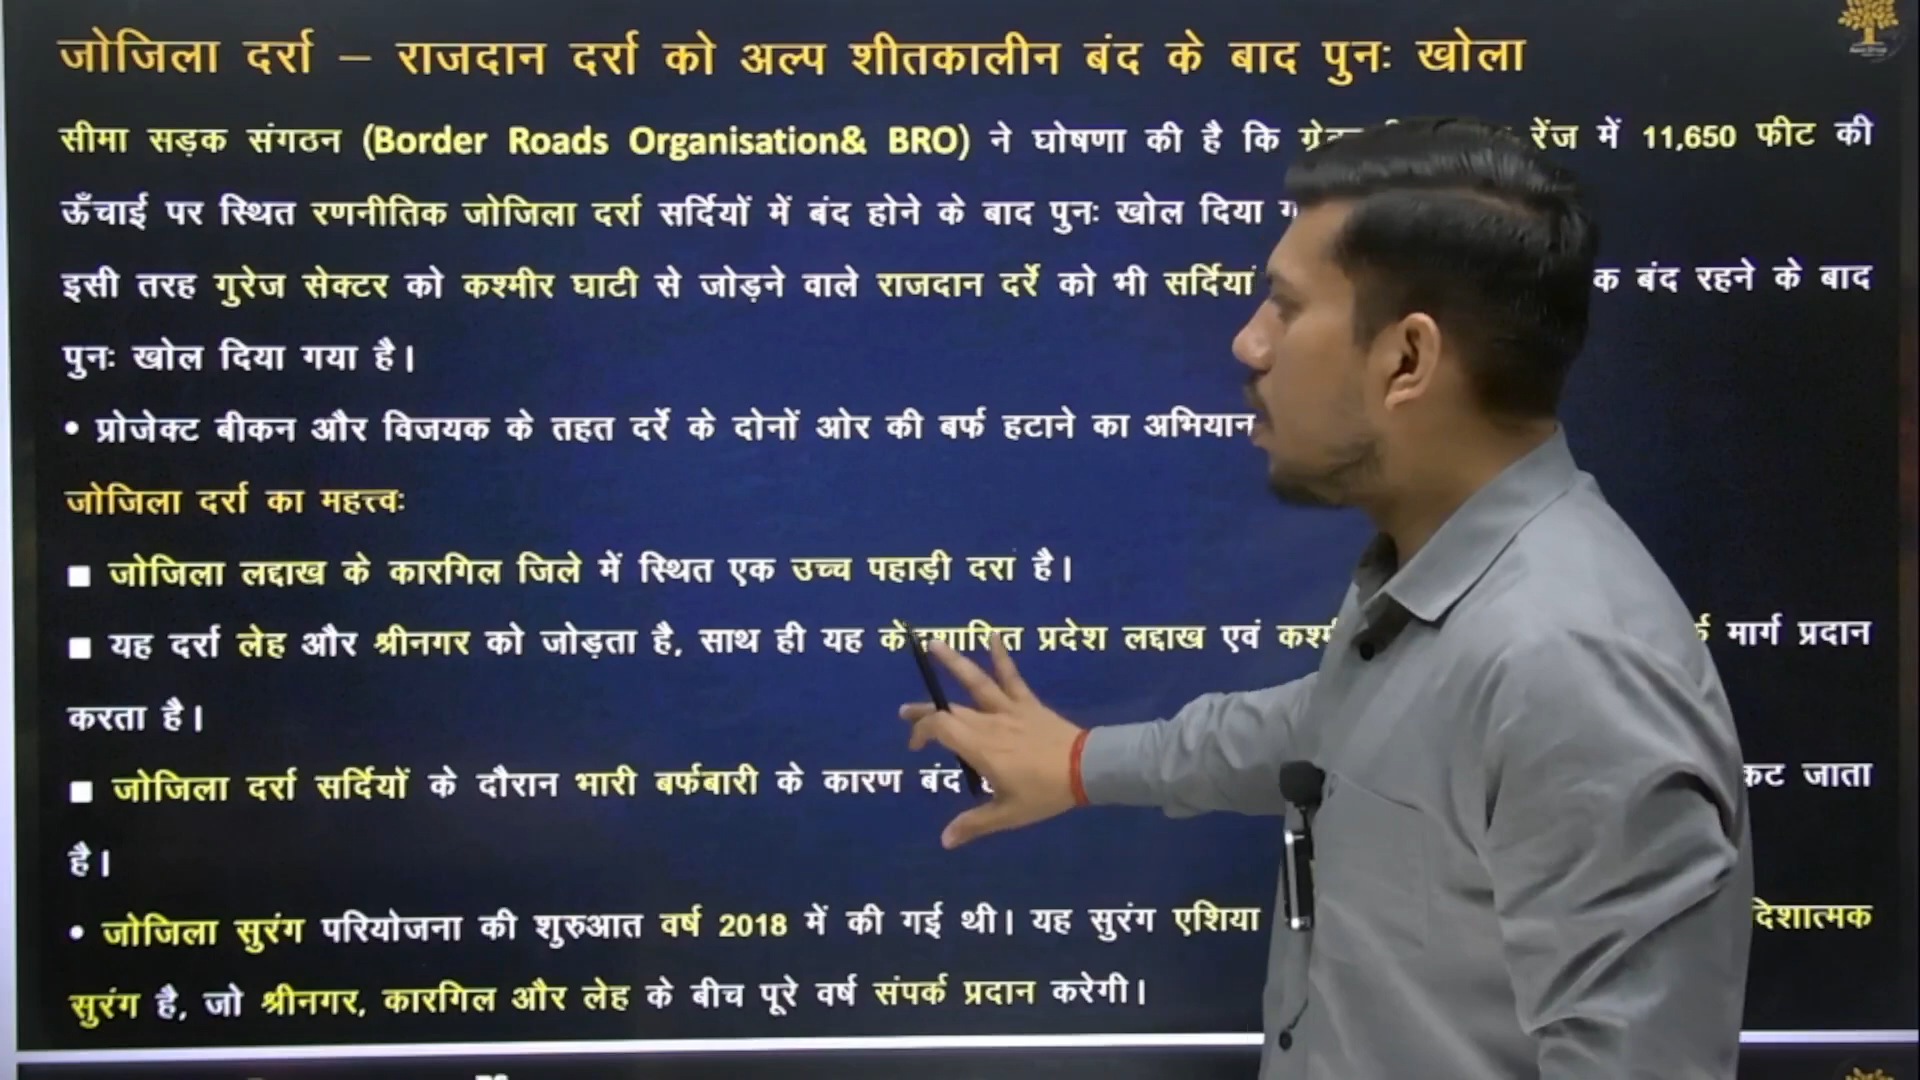 जोजिला दर्रा – राजदान दर्रा को अल्प शीतकालीन बंद के बाद पुनः खोला
सीमा सड़क संगठन (Border Roads Organisation& BRO) ने घोषणा की है कि रेंज में 11,650 फीट की
ऊँचाई पर स्थित रणनीतिक जोजिला दर्रा सर्दियों में बंद होने के बाद पुनः खोल दिया
इसी तरह गुरेज सेक्टर को कश्मीर घाटी से जोड़ने वाले राजदान दर्रे को भी सर्दियां बंद रहने के बाद
पुनः खोल दिया गया है।
• प्रोजेक्ट बीकन और विजयक के तहत दर्रे के दोनों ओर की बर्फ हटाने का अभियान
जोजिला दर्रा का महत्त्वः
■ जोजिला लद्दाख के कारगिल जिले में स्थित एक उच्च पहाड़ी दरा है।
■ यह दर्रा लेह और श्रीनगर को जोड़ता है, साथ ही यह प्रदेश लद्दाख एवं मार्ग प्रदान
करता है।
■ जोजिला दर्रा सर्दियों के दौरान भारी बर्फबारी के कारण बंद कट जाता
है।
• जोजिला सुरंग परियोजना की शुरुआत वर्ष 2018 में की गई थी। यह सुरंग एशिया दिशात्मक
सुरंग है, जो श्रीनगर, कारगिल और लेह के बीच पूरे वर्ष संपर्क प्रदान करेगी।